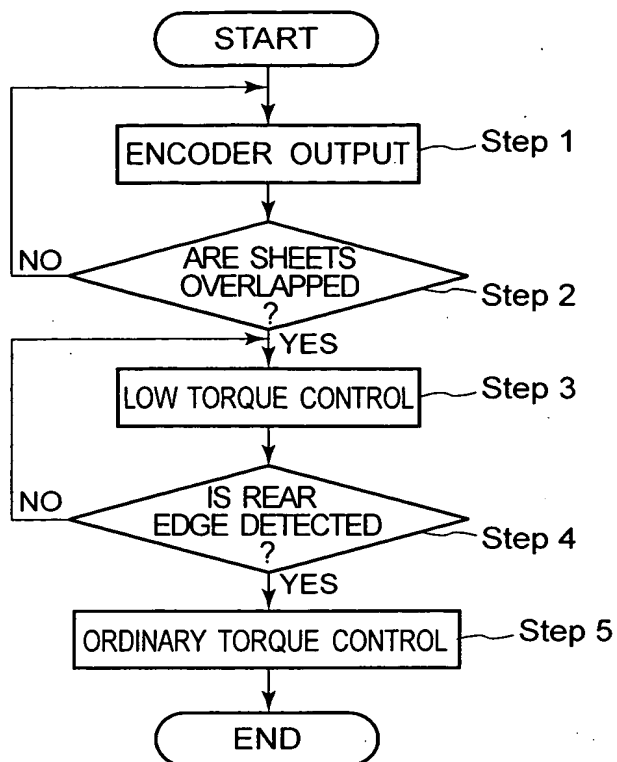 START
ENCODER OUTPUT
Step 1
ARE SHEETS
OVERLAPPED
?
Step 2
NO
YES
LOW TORQUE CONTROL
Step 3
IS REAR
EDGE DETECTED
?
Step 4
NO
YES
ORDINARY TORQUE CONTROL
Step 5
END